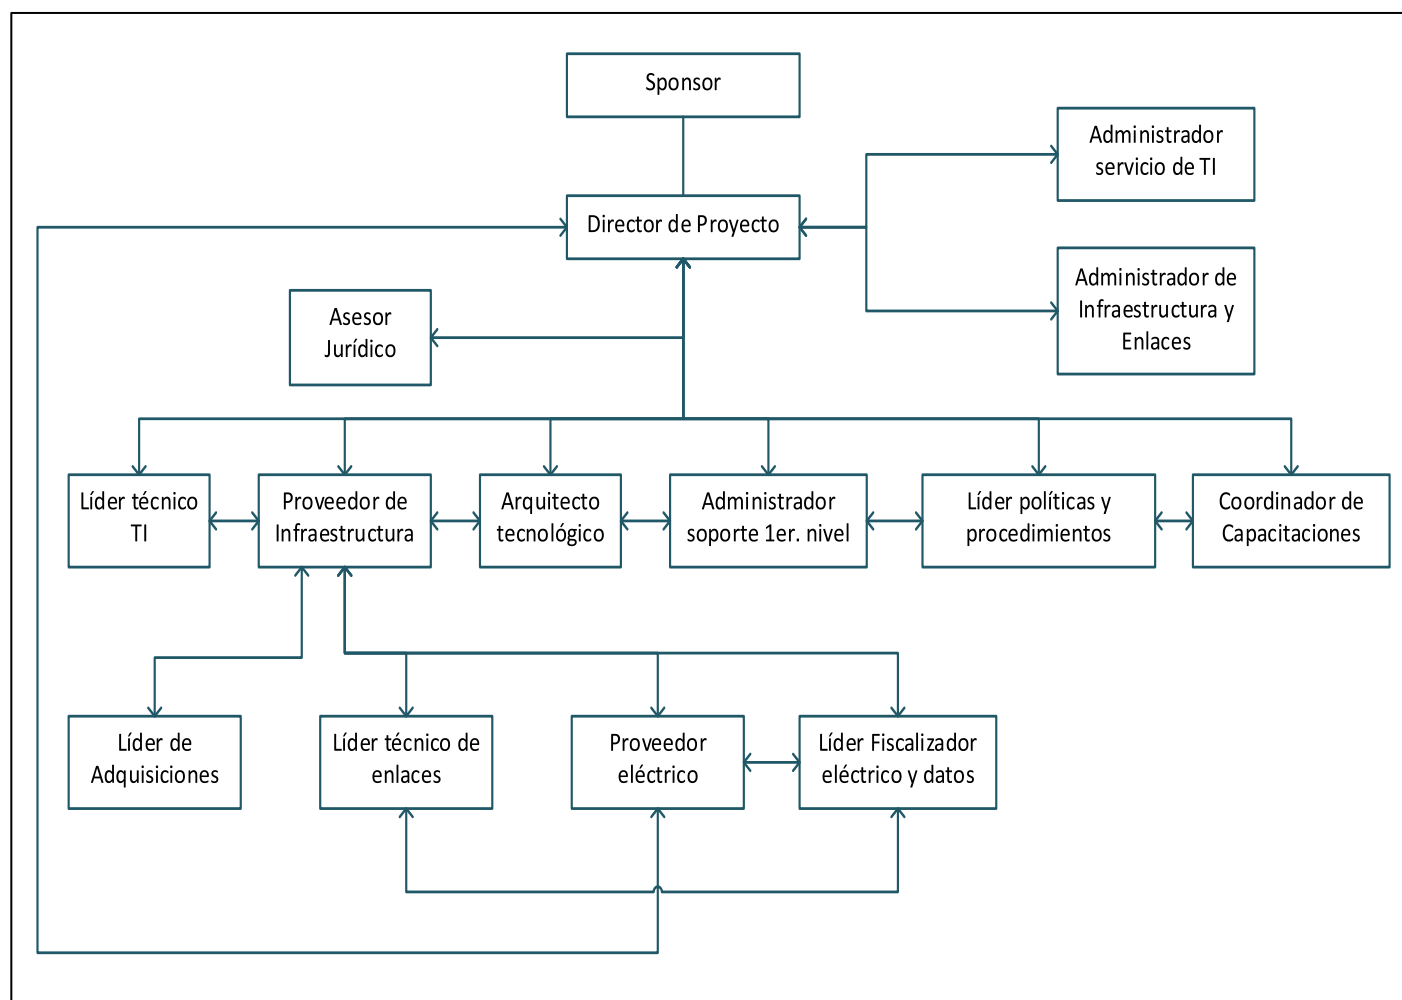 Sponsor
Administrador
servicio de TI
Director de Proyecto
Administrador de
Infraestructura y
Enlaces
Asesor
Jurídico
Líder técnico
TI
Proveedor de
Infraestructura
Arquitecto
tecnológico
Administrador
soporte 1er. nivel
Líder políticas y
procedimientos
Coordinador de
Capacitaciones
Líder de
Adquisiciones
Líder técnico de
enlaces
Proveedor
eléctrico
Líder Fiscalizador
eléctrico y datos